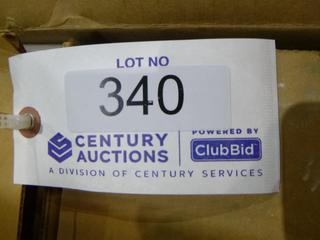 LOT NO
340
CENTURY AUCTIONS
POWERED BY
ClubBid
A DIVISION OF CENTURY SERVICES